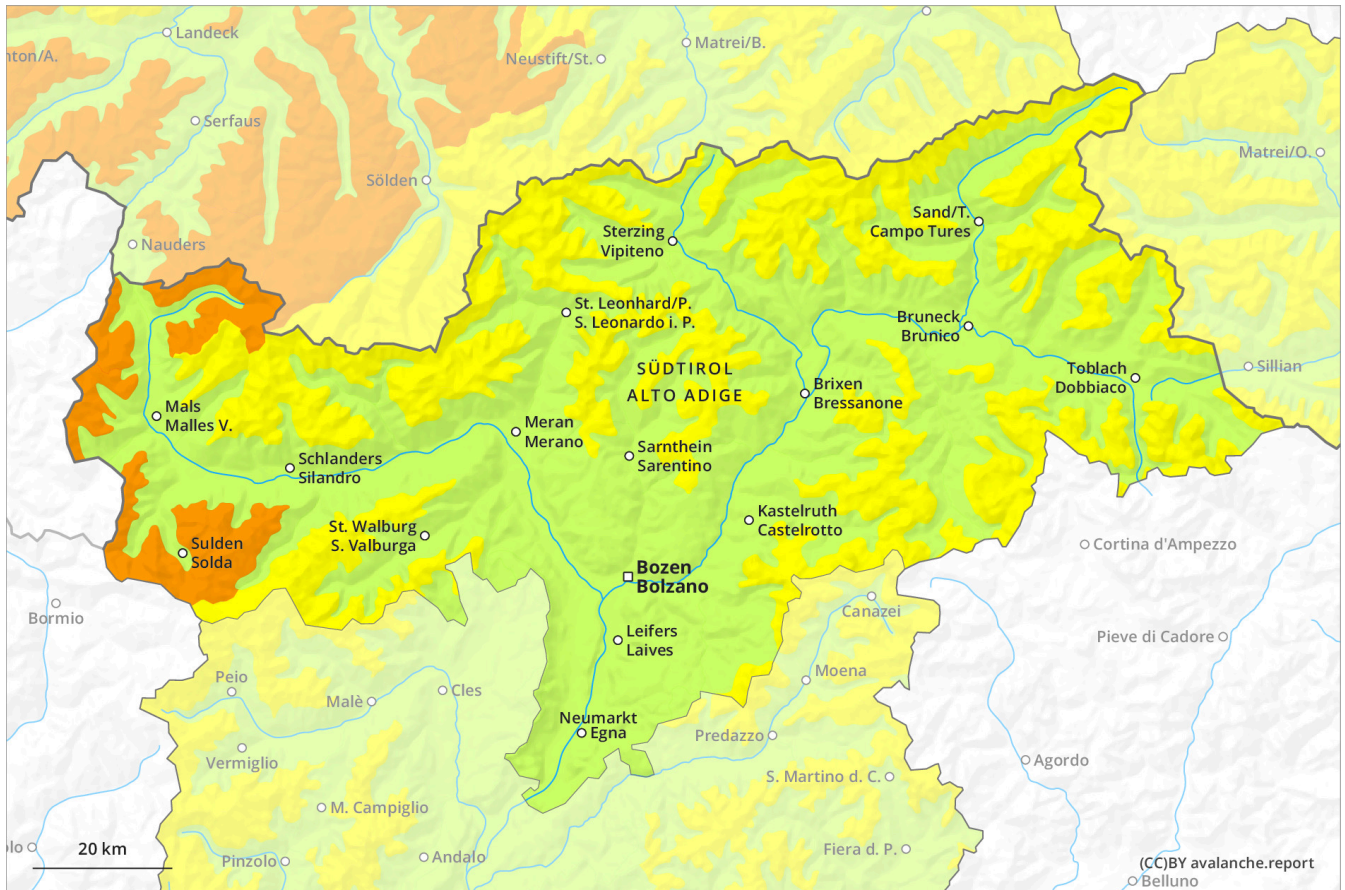 Landeck
Matrei/B.
nton/A.
Neustift/St.
Serfaus
Matrei/O.
Sölden
Sand/T.
Campo Tures
Sterzing
Vipiteno
Nauders
St. Leonhard/P.
S. Leonardo i. P.
Bruneck
Brunico
SÜDTIROL
ALTO ADIGE
Toblach
Dobbiaco
Sillian
Brixen
Bressanone
Mals
Malles V.
Meran
Merano
Sarnthein
Sarentino
Schlanders
Silandro
Kastelruth
Castelrotto
St. Walburg
S. Valburga
Sulden
Solda
Cortina d'Ampezzo
Bozen
Bolzano
Bormio
Canazei
Leifers
Laives
Pieve di Cadore
Peio
Moena
Malè
Cles
Neumarkt
Egna
Predazzo
Vermiglio
Agordo
S. Martino d. C.
M. Campiglio
20 km
lo
Pinzolo
Andalo
Fiera d. P.
(CC)BY avalanche.report
Belluno